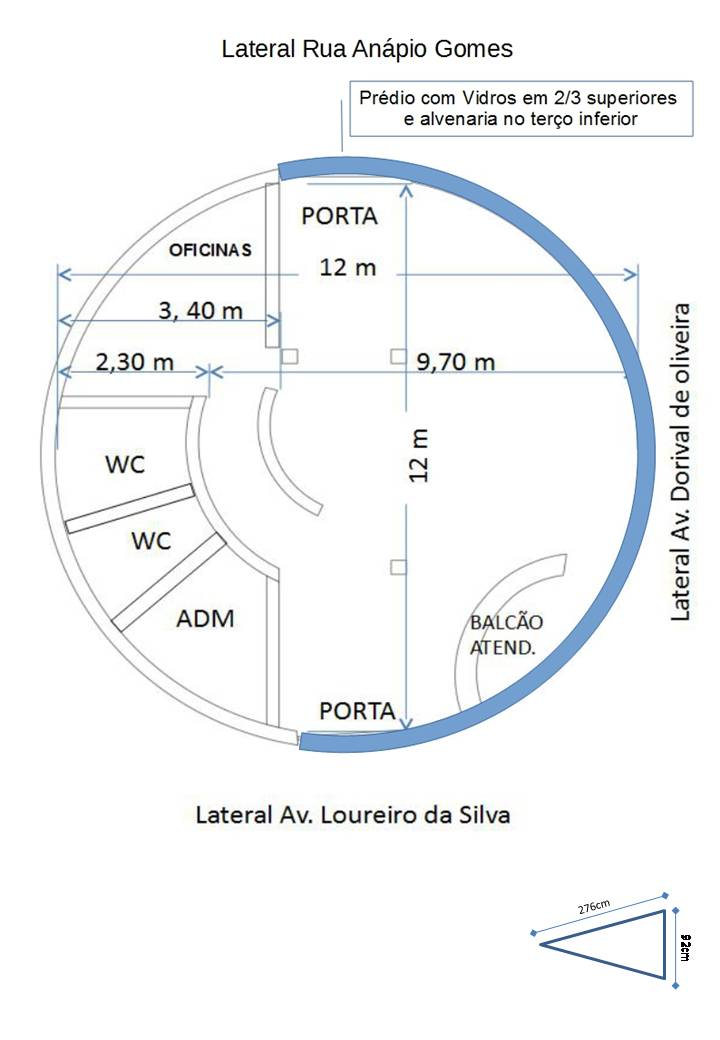 Lateral Rua Anápio Gomes
Prédio com Vidros em 2/3 superiores
e alvenaria no terço inferior
PORTA
OFICINAS
12 m
3, 40 m
2,30 m
9,70 m
12 m
Lateral Av. Dorival de oliveira
WC
WC
ADM
BALCÃO
ATEND.
PORTA
Lateral Av. Loureiro da Silva
276cm
92cm